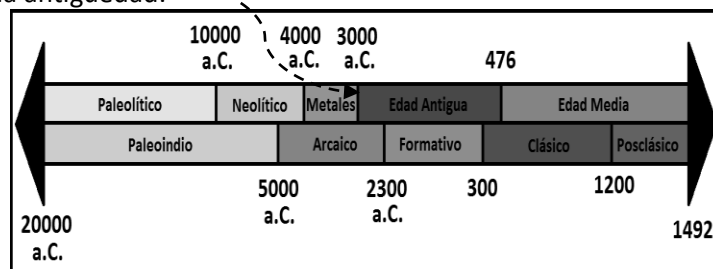 la antigüedad.
10000 a.C. 4000 a.C. 3000 a.C. 476
Paleolítico Neolítico Metales Edad Antigua Edad Media
Paleoindio Arcaico Formativo Clásico Posclásico
20000 a.C. 5000 a.C. 2300 a.C. 300 1200 1492